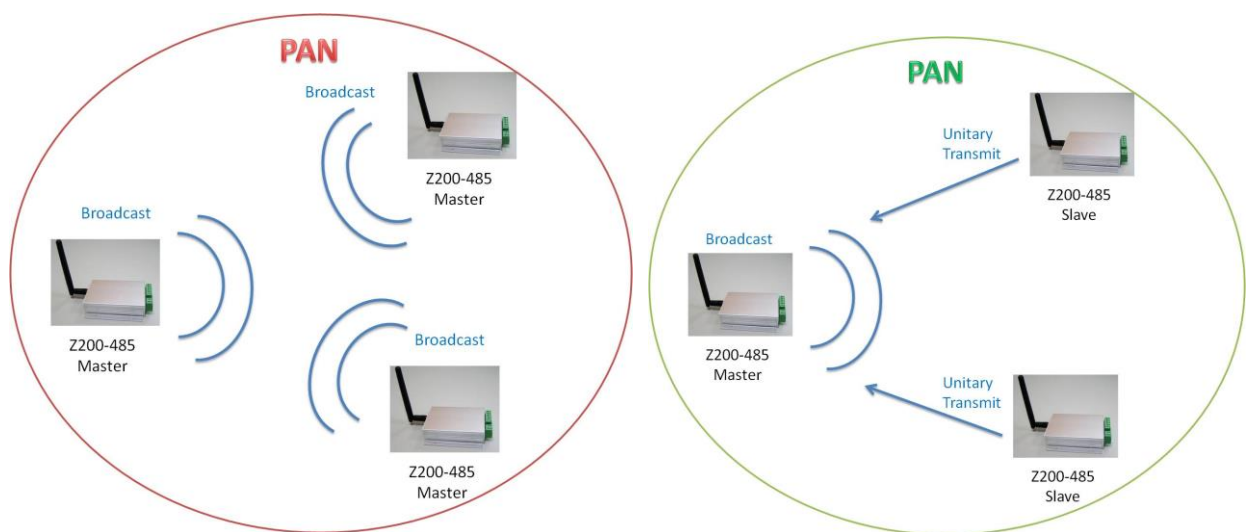 PAN
Broadcast
Z200-485
Master
Broadcast
Z200-485
Master
Broadcast
Z200-485
Master
PAN
Unitary
Transmit
Z200-485
Slave
Broadcast
Z200-485
Master
Unitary
Transmit
Z200-485
Slave